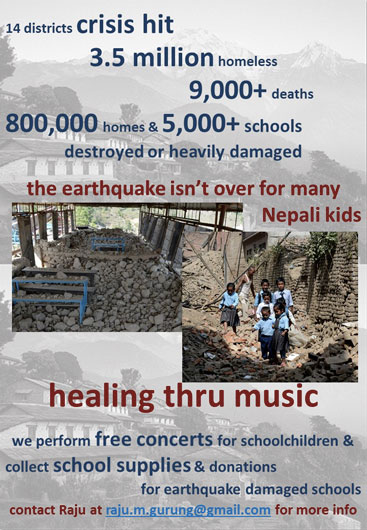 14 districts crisis hit
3.5 million homeless
9,000+ deaths
800,000 homes & 5,000+ schools
destroyed or heavily damaged
the earthquake isn't over for many
Nepali kids
healing thru music
we perform free concerts for schoolchildren &
collect school supplies & donations
for earthquake damaged schools
contact Raju at raju.m.gurung@gmail.com for more info